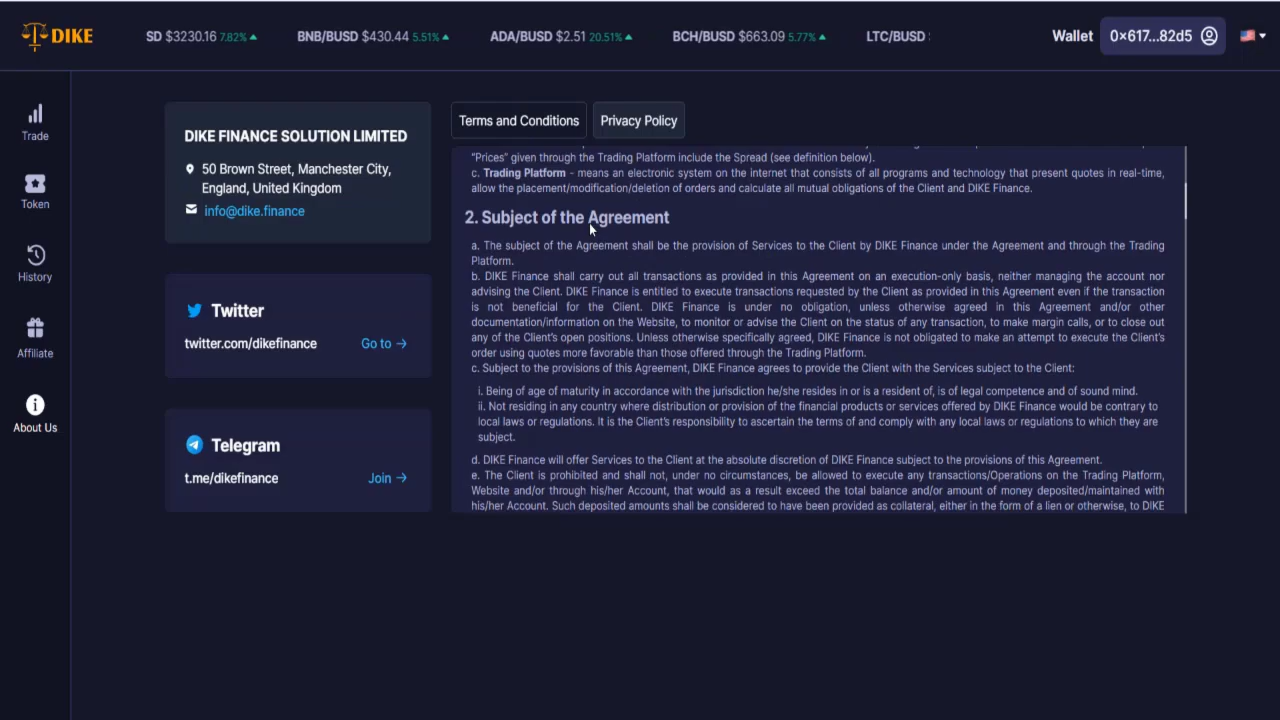 DIKE
SD $3230.16 7.82%
BNB/BUSD $430.44 5.51%
ADA/BUSD $2.51 20.51%
BCH/BUSD $663.09 5.77%
LTC/BUSD
Wallet
0×617...82d5
Trade
Token
History
Affiliate
About Us
DIKE FINANCE SOLUTION LIMITED
50 Brown Street, Manchester City,
England, United Kingdom
info@dike.finance
Twitter
twitter.com/dikefinance
Go to →
Telegram
t.me/dikefinance
Join →
Terms and Conditions
Privacy Policy
"Prices" given through the Trading Platform include the Spread (see definition below).
c. Trading Platform - means an electronic system on the internet that consists of all programs and technology that present quotes in real-time,
allow the placement/modification/deletion of orders and calculate all mutual obligations of the Client and DIKE Finance.
2. Subject of the Agreement
a. The subject of the Agreement shall be the provision of Services to the Client by DIKE Finance under the Agreement and through the Trading
Platform.
b. DIKE Finance shall carry out all transactions as provided in this Agreement on an execution-only basis, neither managing the account nor
advising the Client. DIKE Finance is entitled to execute transactions requested by the Client as provided in this Agreement even if the transaction
is not beneficial for the Client. DIKE Finance is under no obligation, unless otherwise agreed in this Agreement and/or other
documentation/information on the Website, to monitor or advise the Client on the status of any transaction, to make margin calls, or to close out
any of the Client's open positions. Unless otherwise specifically agreed, DIKE Finance is not obligated to make an attempt to execute the Client's
order using quotes more favorable than those offered through the Trading Platform.
c. Subject to the provisions of this Agreement, DIKE Finance agrees to provide the Client with the Services subject to the Client:
i. Being of age of maturity in accordance with the jurisdiction he/she resides in or is a resident of, is of legal competence and of sound mind.
ii. Not residing in any country where distribution or provision of the financial products or services offered by DIKE Finance would be contrary to
local laws or regulations. It is the Client's responsibility to ascertain the terms of and comply with any local laws or regulations to which they are
subject.
d. DIKE Finance will offer Services to the Client at the absolute discretion of DIKE Finance subject to the provisions of this Agreement.
e. The Client is prohibited and shall not, under no circumstances, be allowed to execute any transactions/Operations on the Trading Platform,
Website and/or through his/her Account, that would as a result exceed the total balance and/or amount of money deposited/maintained with
his/her Account. Such deposited amounts shall be considered to have been provided as collateral, either in the form of a lien or otherwise, to DIKE